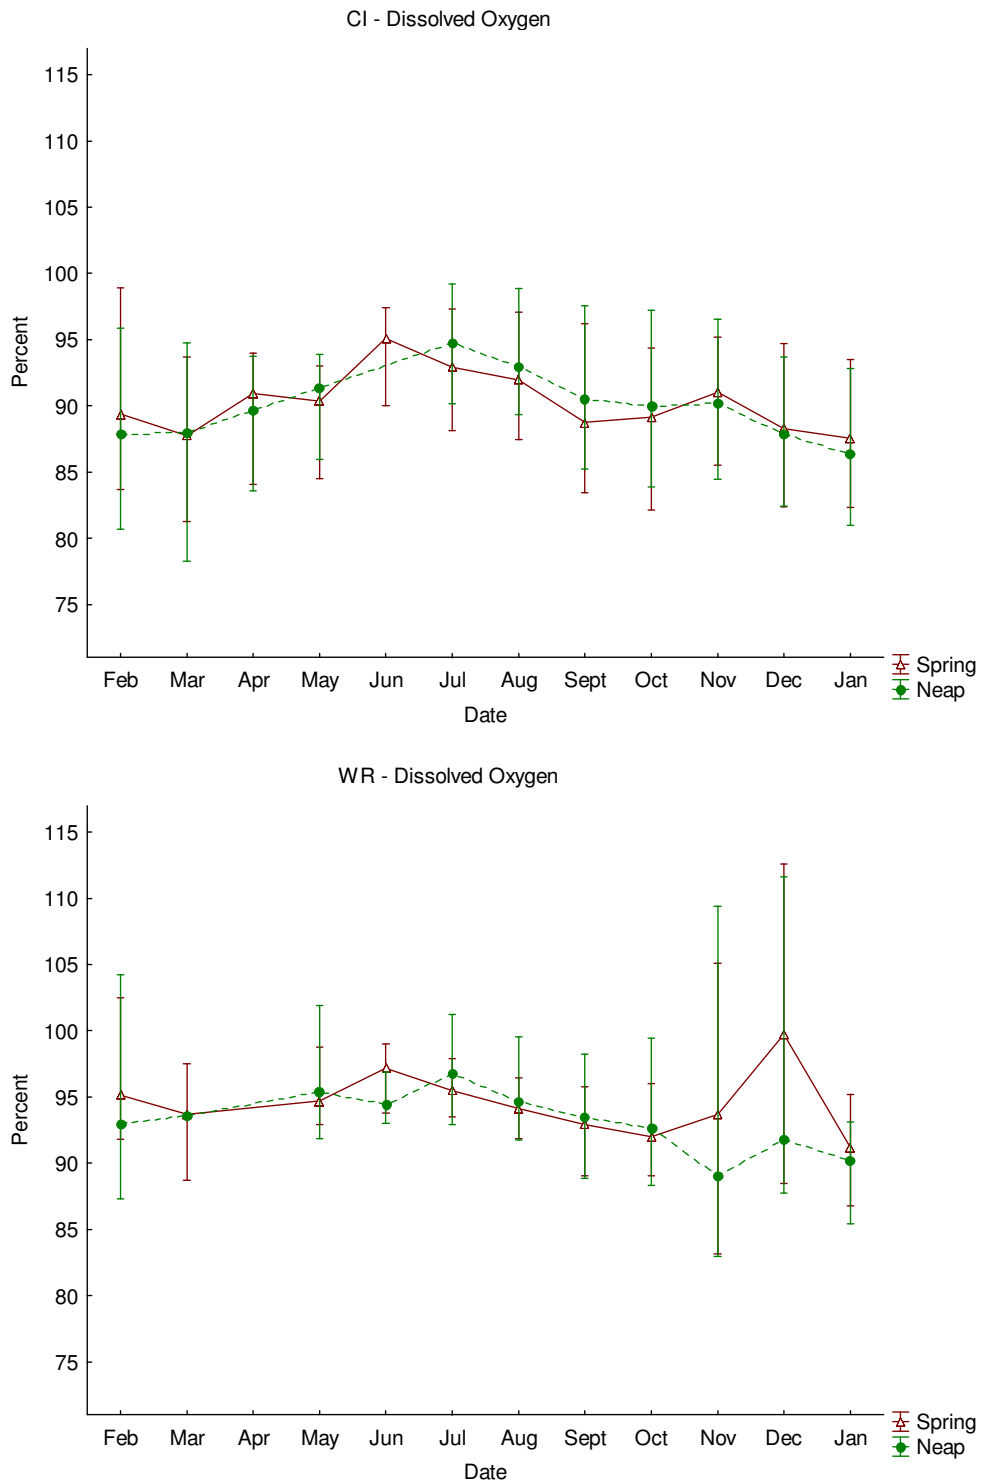 CI - Dissolved Oxygen
115
110
105
100
95
90
85
80
75
Percent
Feb Mar Apr May Jun Jul Aug Sept Oct Nov Dec Jan
Date
Spring
Neap
WR - Dissolved Oxygen
115
110
105
100
95
90
85
80
75
Percent
Feb Mar Apr May Jun Jul Aug Sept Oct Nov Dec Jan
Date
Spring
Neap